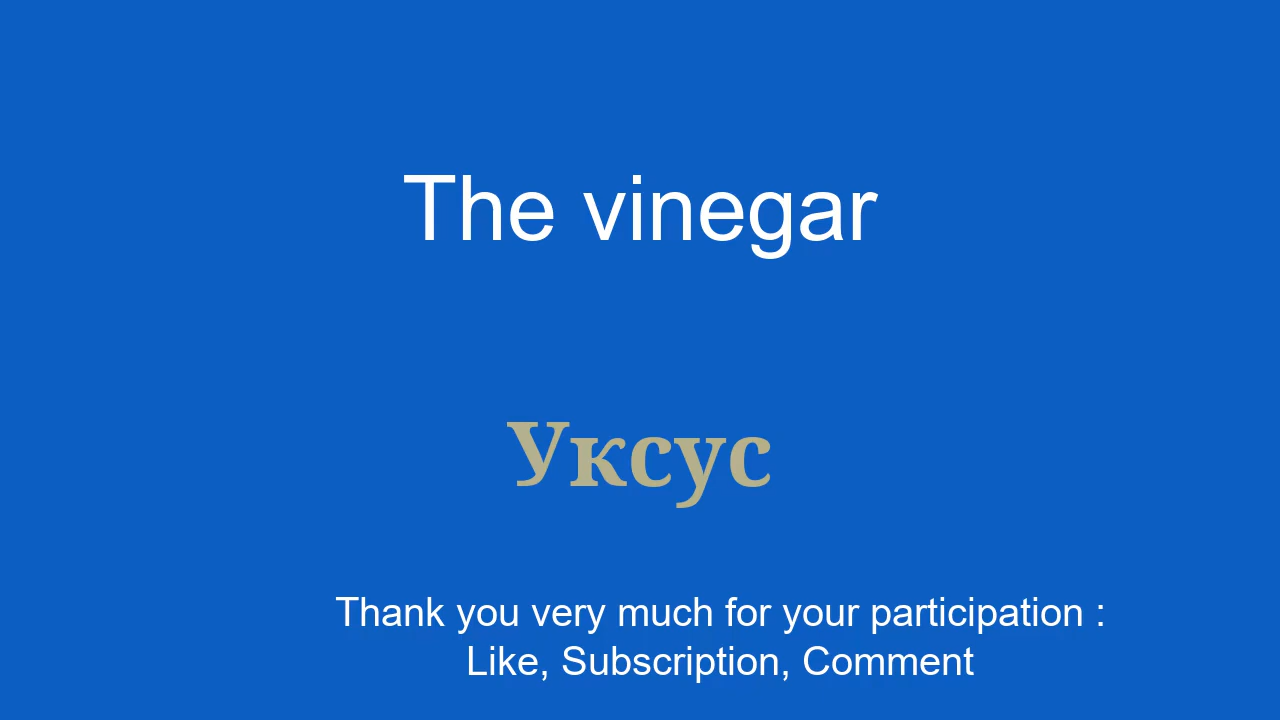 The vinegar
Уксус
Thank you very much for your participation :
Like, Subscription, Comment